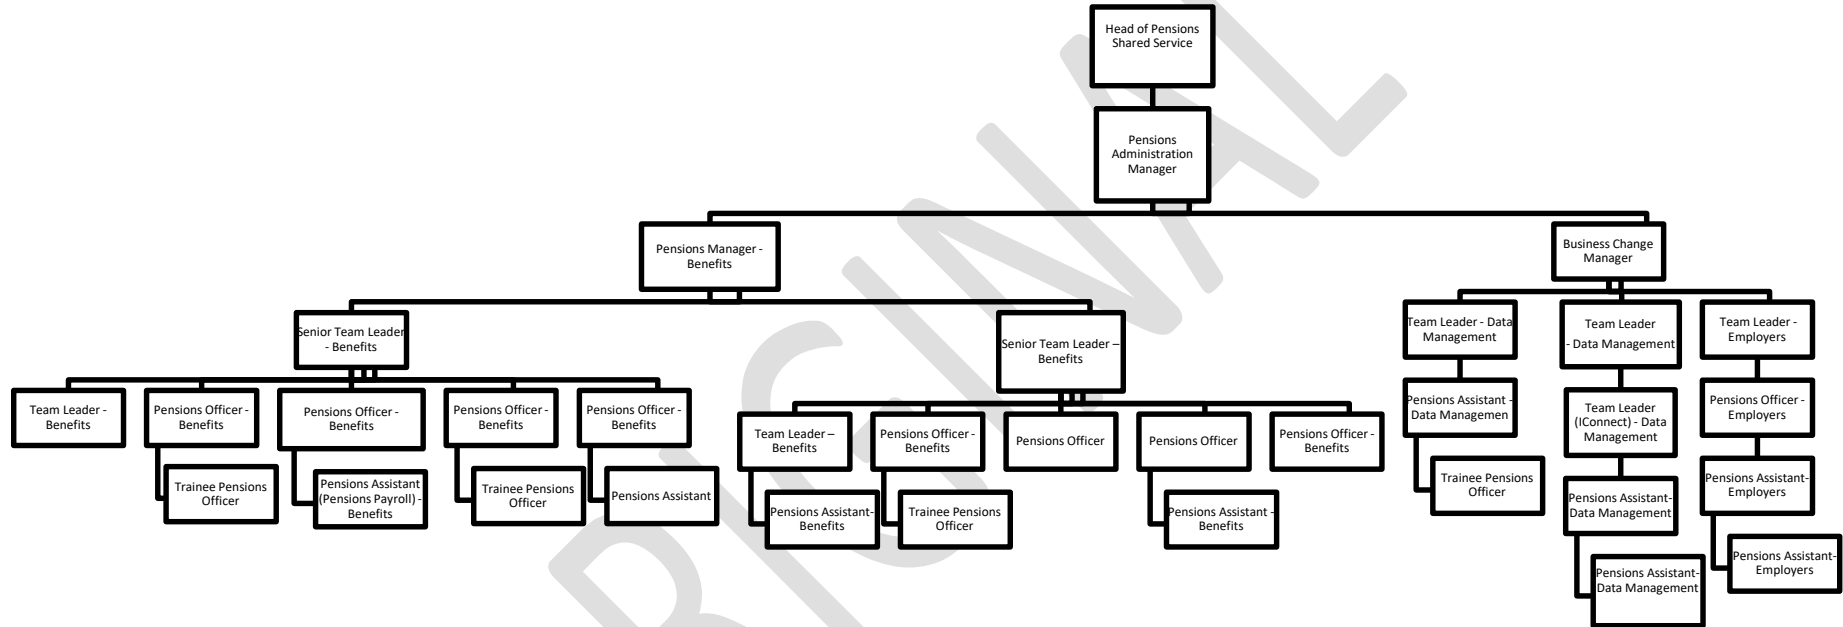 Head of Pensions
Shared Service
Pensions
Administration
Manager
Pensions Manager -
Benefits
Business Change
Manager
Senior Team Leader
- Benefits
Senior Team Leader –
Benefits
Team Leader - Data
Management
Team Leader
- Data Management
Team Leader -
Employers
Team Leader -
Benefits
Pensions Officer -
Benefits
Pensions Officer -
Benefits
Pensions Officer -
Benefits
Pensions Officer -
Benefits
Team Leader –
Benefits
Pensions Officer -
Benefits
Pensions Officer
Pensions Officer
Pensions Officer -
Benefits
Pensions Assistant -
Data Managemen
Team Leader
(IConnect) - Data
Management
Pensions Officer -
Employers
Trainee Pensions
Officer
Pensions Assistant
(Pensions Payroll) -
Benefits
Trainee Pensions
Officer
Pensions Assistant
Pensions Assistant-
Benefits
Trainee Pensions
Officer
Pensions Assistant -
Benefits
Trainee Pensions
Officer
Pensions Assistant-
Data Management
Pensions Assistant-
Employers
Pensions Assistant-
Data Management
Pensions Assistant-
Employers
RIGINAL